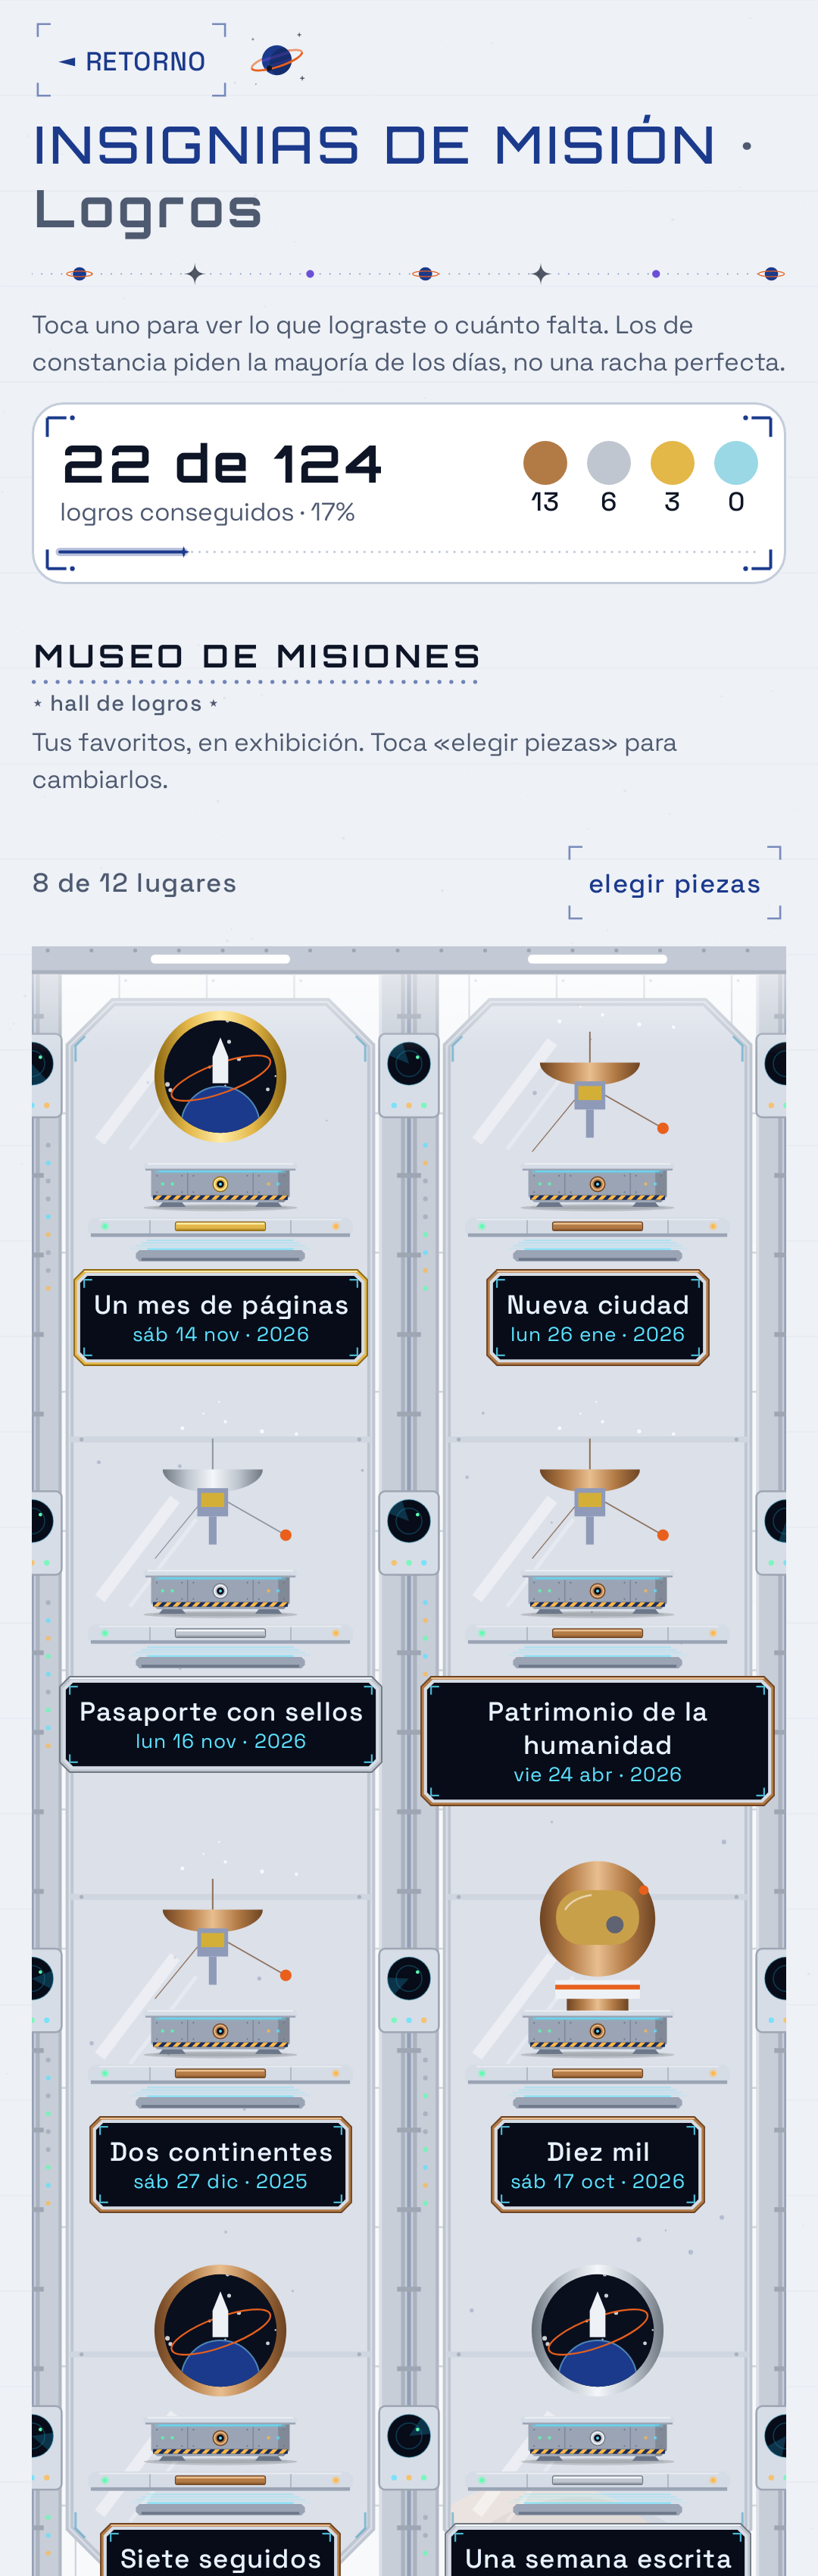 ◄ RETORNO
INSIGNIAS DE MISIÓN ·
Logros
Toca uno para ver lo que lograste o cuánto falta. Los de
constancia piden la mayoría de los días, no una racha perfecta.
22 de 124
logros conseguidos · 17%
13 6 3 0
MUSEO DE MISIONES
⋆ hall de logros ⋆
Tus favoritos, en exhibición. Toca «elegir piezas» para
cambiarlos.
8 de 12 lugares
elegir piezas
Un mes de páginas
sáb 14 nov · 2026
Nueva ciudad
lun 26 ene · 2026
Pasaporte con sellos
lun 16 nov · 2026
Patrimonio de la
humanidad
vie 24 abr · 2026
Dos continentes
sáb 27 dic · 2025
Diez mil
sáb 17 oct · 2026
Siete seguidos
Una semana escrita